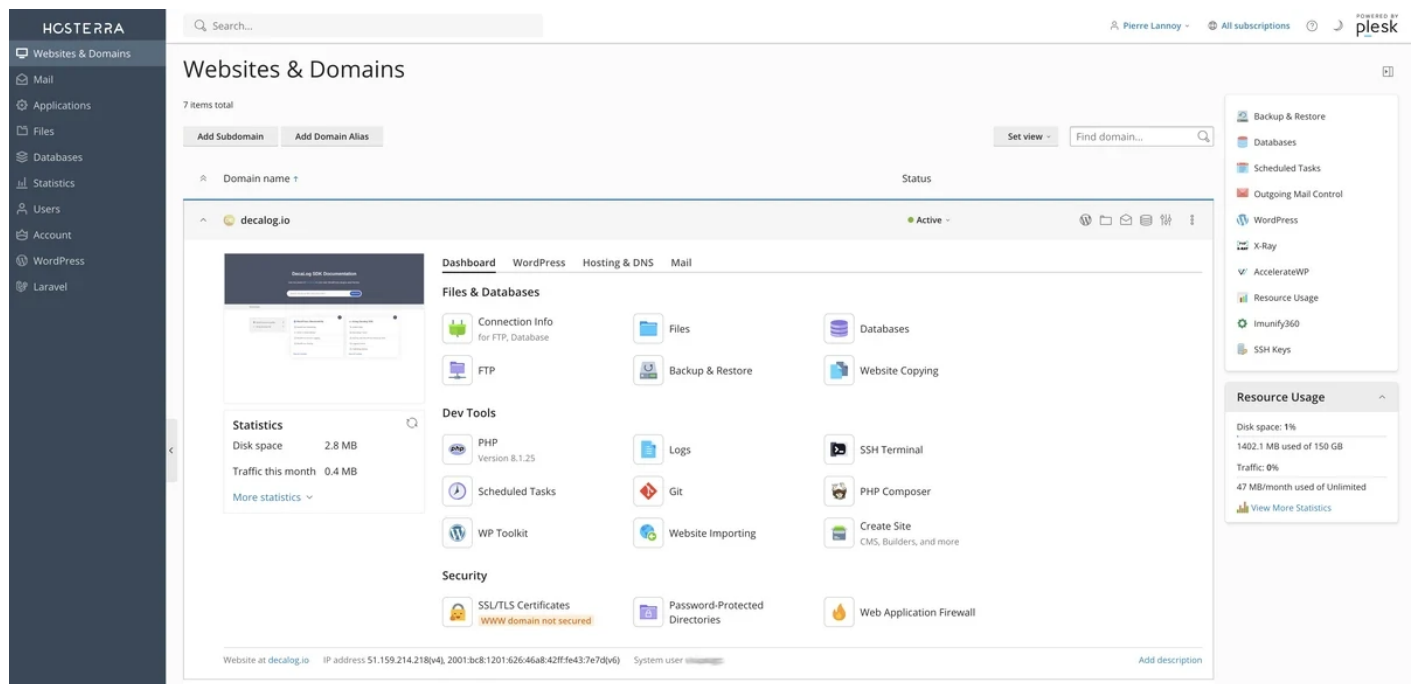 HOSTERRA
Search...
Pierre Lannoy
All subscriptions
POWERED BY
plesk
Websites & Domains
Mail
Applications
Files
Databases
Statistics
Users
Account
WordPress
Laravel
Websites & Domains
7 items total
Add Subdomain
Add Domain Alias
Set view
Find domain...
Domain name ↑
Status
decalog.io
Active
DecaLog SDK Documentation
Dashboard
WordPress
Hosting & DNS
Mail
Files & Databases
Connection Info
for FTP, Database
Files
Databases
FTP
Backup & Restore
Website Copying
Statistics
Disk space 2.8 MB
Traffic this month 0.4 MB
More statistics
Dev Tools
php
PHP
Version 8.1.25
Logs
SSH Terminal
Scheduled Tasks
Git
PHP Composer
WP Toolkit
Website Importing
Create Site
CMS, Builders, and more
Security
SSL/TLS Certificates
WWW domain not secured
Password-Protected
Directories
Web Application Firewall
Website at decalog.io
IP address 51.159.214.218(v4), 2001:bc8:1201:626:46a8:42ff:fe43:7e7d(v6)
System user
Add description
Backup & Restore
Databases
Scheduled Tasks
Outgoing Mail Control
WordPress
X-Ray
AccelerateWP
Resource Usage
Imunify360
SSH Keys
Resource Usage
Disk space: 1%
1402.1 MB used of 150 GB
Traffic: 0%
47 MB/month used of Unlimited
View More Statistics